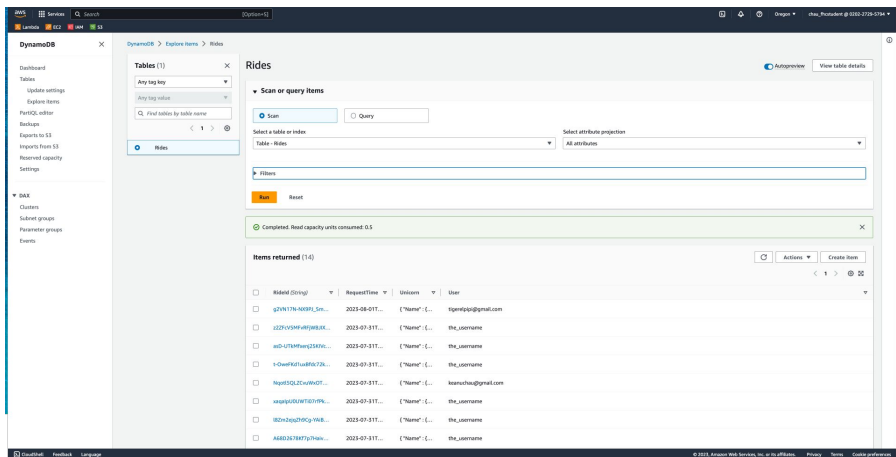 aws
Services
Search
[Option+S]
Oregon
chau_fhcstudent @ 0202-2729-5794
Lambda EC2 IAM S3
DynamoDB
Dashboard
Tables
Update settings
Explore items
PartiQL editor
Backups
Exports to S3
Imports from S3
Reserved capacity
Settings
DAX
Clusters
Subnet groups
Parameter groups
Events
DynamoDB > Explore items > Rides
Tables (1)
Any tag key
Any tag value
Find tables by table name
1
Rides
Rides
Autopreview
View table details
Scan or query items
Scan
Query
Select a table or index
Table - Rides
Select attribute projection
All attributes
Filters
Run Reset
Completed. Read capacity units consumed: 0.5
Items returned (14)
Actions
Create item
1
RideId (String) RequestTime Unicorn User
2023-08-01T... { "Name" : {... tigerelpipi@gmail.com
2023-07-31T... { "Name" : {... the_username
2023-07-31T... { "Name" : {... the_username
2023-07-31T... { "Name" : {... the_username
2023-07-31T... { "Name" : {... keanuchau@gmail.com
2023-07-31T... { "Name" : {... the_username
2023-07-31T... { "Name" : {... the_username
2023-07-31T... { "Name" : {... the_username
CloudShell Feedback Language
© 2023, Amazon Web Services, Inc. or its affiliates. Privacy Terms Cookie preferences